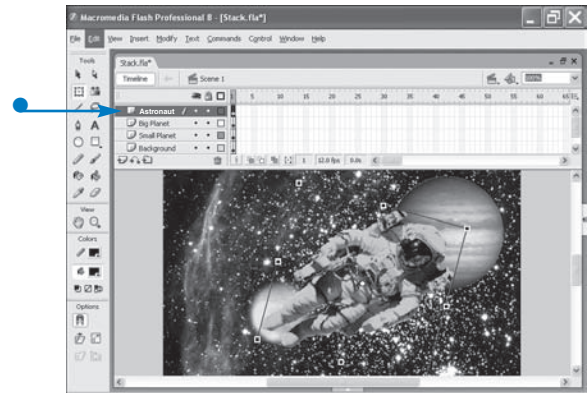 Macromedia Flash Professional 8 - [Stack.fla*]
File Edit View Insert Modify Text Commands Control Window Help
Tools
Stack.fla*
Timeline Scene 1
1 5 10 15 20 25 30 35 40 45 50 55 60 65
Astronaut
Big Planet
Small Planet
Background
1 12.0 fps 0.0s
A
View
Colors
Options